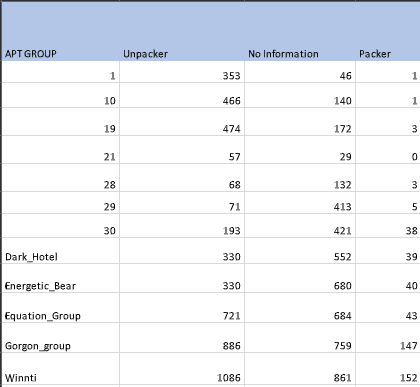 APT GROUP Unpacker No Information Packer
1 353 46 1
10 466 140 1
19 474 172 3
21 57 29 0
28 68 132 3
29 71 413 5
30 193 421 38
Dark_Hotel 330 552 39
Energetic_Bear 330 680 40
Equation_Group 721 684 43
Gorgon_group 886 759 147
Winnti 1086 861 152